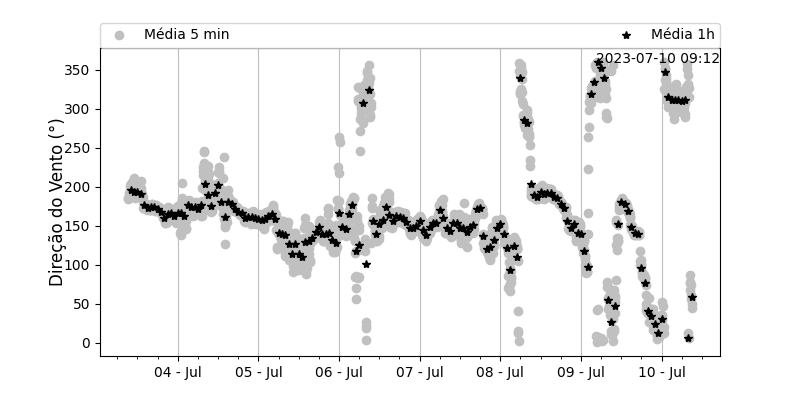 Média 5 min
Média 1h
2023-07-10 09:12
350
300
250
200
150
100
50
0
Direção do Vento (°)
04 - Jul
05 - Jul
06 - Jul
07 - Jul
08 - Jul
09 - Jul
10 - Jul